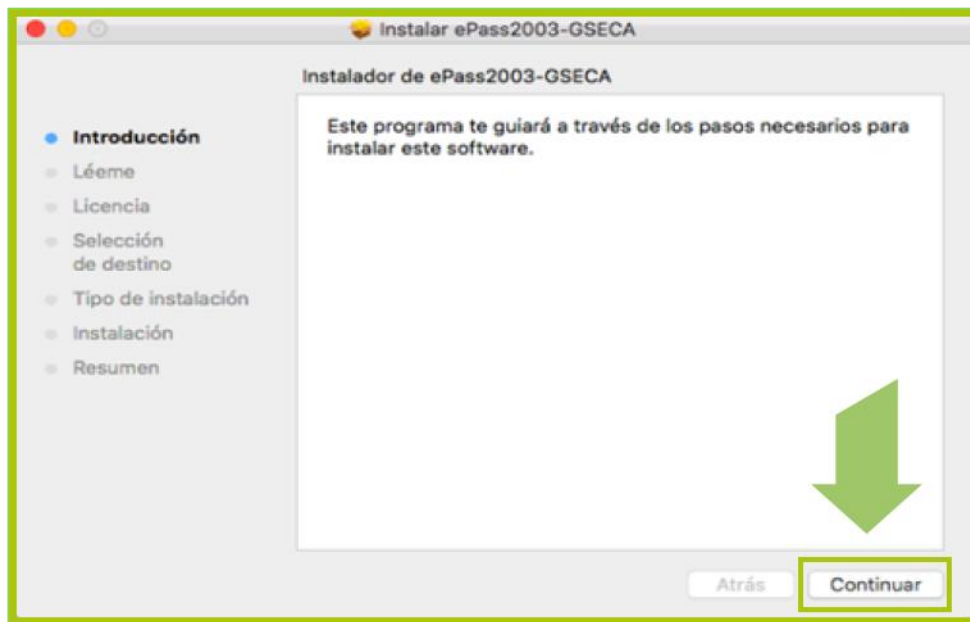 Instalar ePass2003-GSECA
Instalador de ePass2003-GSECA
Introducción
Léeme
Licencia
Selección
de destino
Tipo de instalación
Instalación
Resumen
Este programa te guiará a través de los pasos necesarios para
instalar este software.
Atrás
Continuar